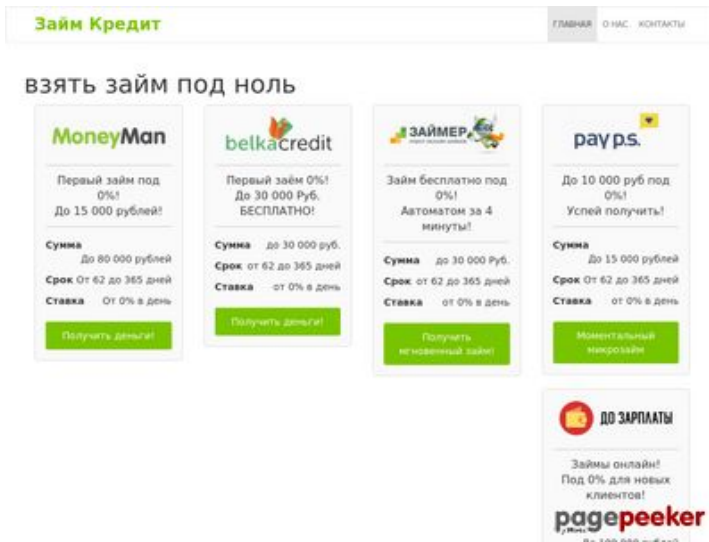 Займ Кредит
ГЛАВНАЯ О НАС КОНТАКТЫ
взять займ под ноль
MoneyMan
Первый займ под
0%!
До 15 000 рублей!
Сумма
До 80 000 рублей
Срок От 62 до 365 дней
Ставка От 0% в день
Получить деньги!
belkacredit
Первый заём 0%!
До 30 000 Руб.
БЕСПЛАТНО!
Сумма до 30 000 руб.
Срок от 62 до 365 дней
Ставка от 0% в день
Получить деньги!
ЗАЙМЕР
Займ бесплатно под
0%!
Автоматом за 4
минуты!
Сумма до 30 000 Руб.
Срок от 62 до 365 дней
Ставка от 0% в день
Получить
мгновенный займ!
pay p.s.
До 10 000 руб под
0%!
Успей получить!
Сумма
До 15 000 рублей
Срок От 62 до 365 дней
Ставка от 0% в день
Моментальный
микрозайм
ДО ЗАРПЛАТЫ
Займы онлайн!
Под 0% для новых
клиентов!
pagepeeker
До 100 000 рублей